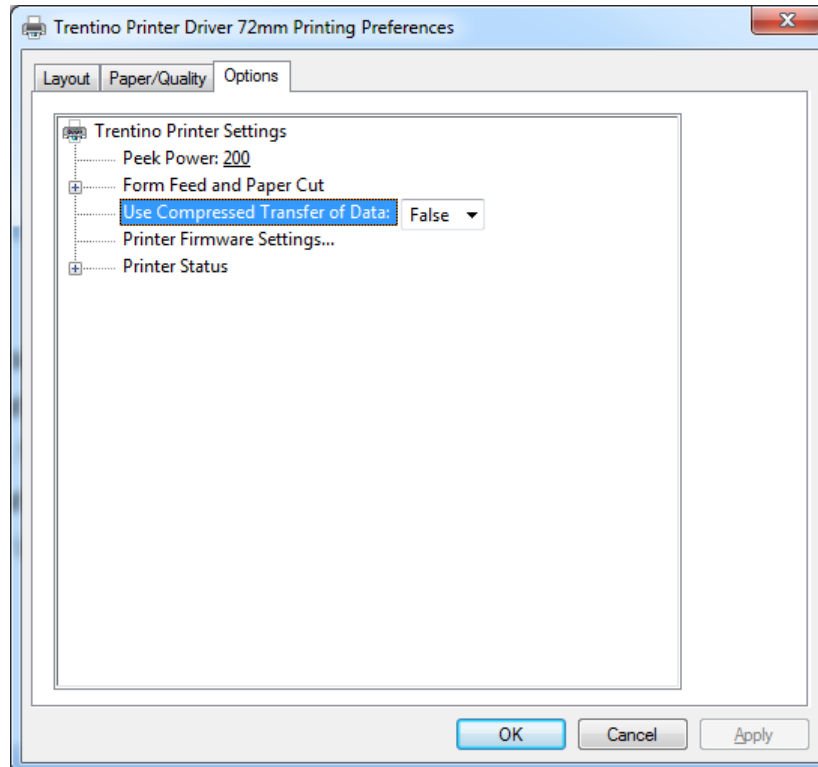 Trentino Printer Driver 72mm Printing Preferences
Layout Paper/Quality Options
Trentino Printer Settings
Peek Power: 200
Form Feed and Paper Cut
Use Compressed Transfer of Data: False
Printer Firmware Settings...
Printer Status
OK Cancel Apply